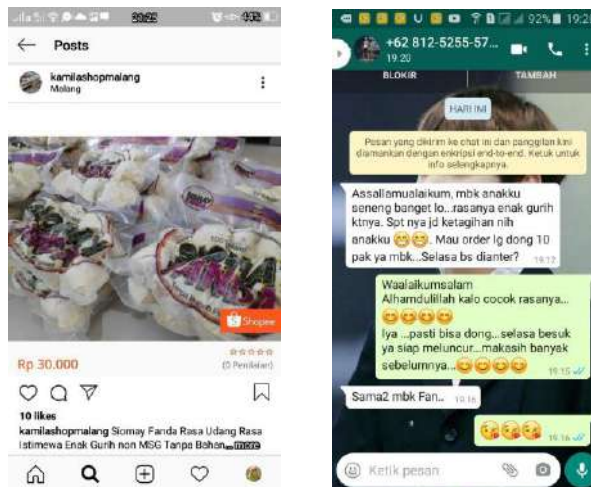 20:25
Posts
kamilashopmalang
Malang
Shopee
Rp 30.000
(0 Penilaian)
10 likes
kamilashopmalang Siomay Fanda Rasa Udang Rasa
Istimewa Enak Gurih non MSG Tanpa Bahan... more
92% 19:20
+62 812-5255-57...
19.20
BLOKIR
TAMBAH
HARI INI
Pesan yang dikirim ke chat ini dan panggilan kini
diamankan dengan enkripsi end-to-end. Ketuk untuk
info selengkapnya.
Assallamualaikum, mbk anakku
seneng banget lo...rasanya enak gurih
ktnya. Spt nya jd ketagihan nih
anakku 😁😁. Mau order lg dong 10
pak ya mbk...Selasa bs dianter? 19.12
Waalaikumsalam
Alhamdulillah kalo cocok rasanya...
😊😊😊😊
Iya ...pasti bisa dong...selasa besuk
ya siap meluncur...makasih banyak
sebelumnya...😊😊😊😊 19.15
Sama2 mbk Fan.. 19.16
😘😘😘 19.16
Ketik pesan